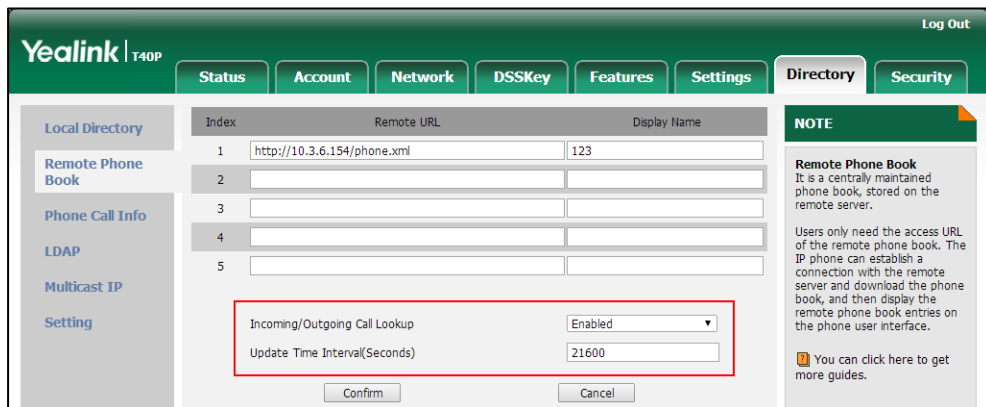 Log Out
Yealink | T40P
Status Account Network DSSKey Features Settings Directory Security
Local Directory
Remote Phone
Book
Phone Call Info
LDAP
Multicast IP
Setting
Index Remote URL Display Name
1 http://10.3.6.154/phone.xml 123
2
3
4
5
Incoming/Outgoing Call Lookup Enabled
Update Time Interval(Seconds) 21600
Confirm Cancel
NOTE
Remote Phone Book
It is a centrally maintained
phone book, stored on the
remote server.
Users only need the access URL
of the remote phone book. The
IP phone can establish a
connection with the remote
server and download the phone
book, and then display the
remote phone book entries on
the phone user interface.
You can click here to get
more guides.